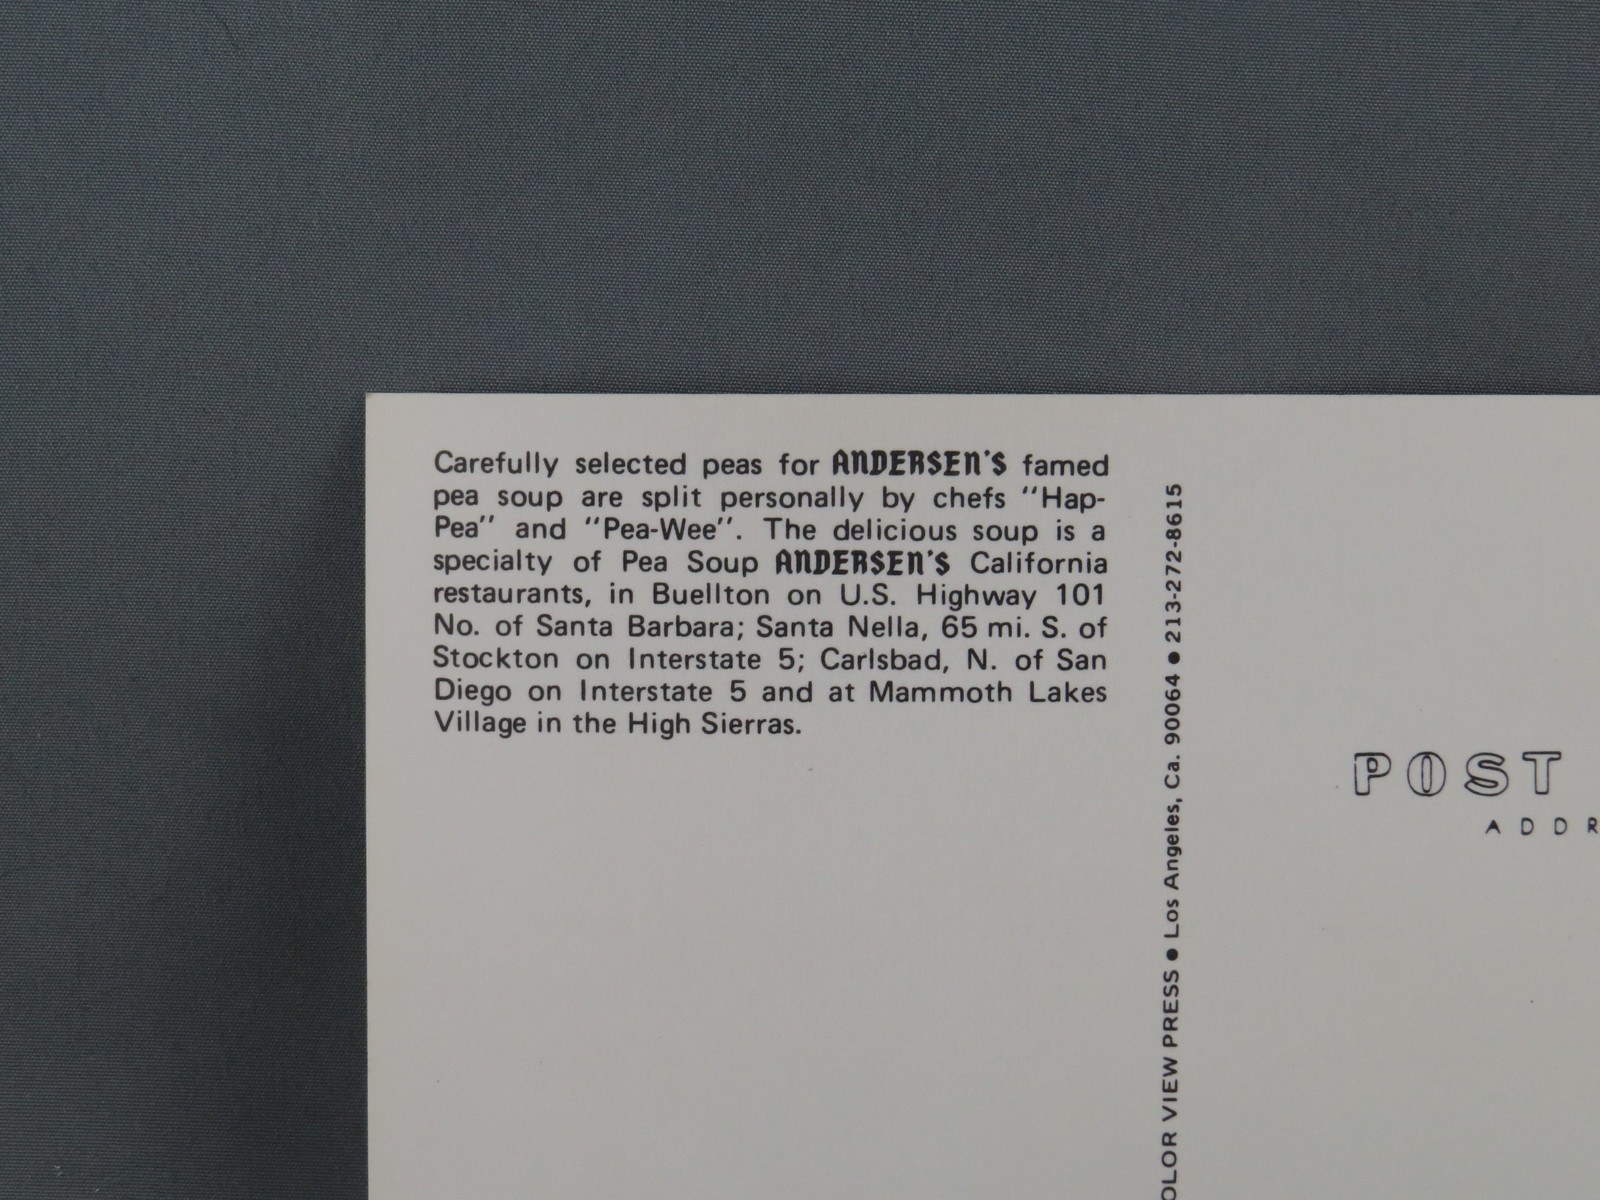 Carefully selected peas for ANDERSEN'S famed
pea soup are split personally by chefs "Hap-
Pea" and "Pea-Wee". The delicious soup is a
specialty of Pea Soup ANDERSEN'S California
restaurants, in Buellton on U.S. Highway 101
No. of Santa Barbara; Santa Nella, 65 mi. S. of
Stockton on Interstate 5; Carlsbad, N. of San
Diego on Interstate 5 and at Mammoth Lakes
Village in the High Sierras.
OLOR VIEW PRESS ● Los Angeles, Ca. 90064 ● 213-272-8615
POST
ADDR